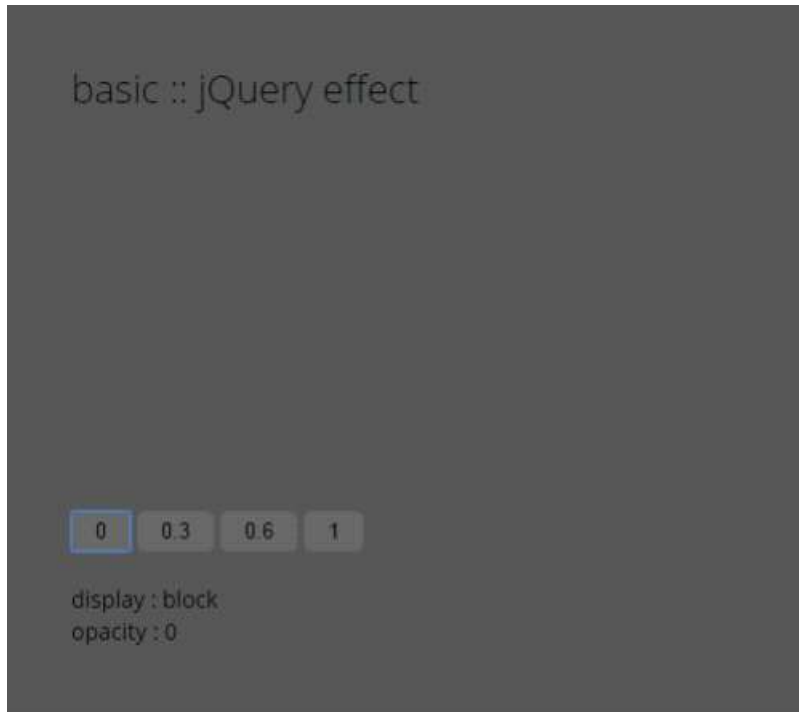 basic :: jQuery effect
0 0.3 0.6 1
display : block
opacity : 0